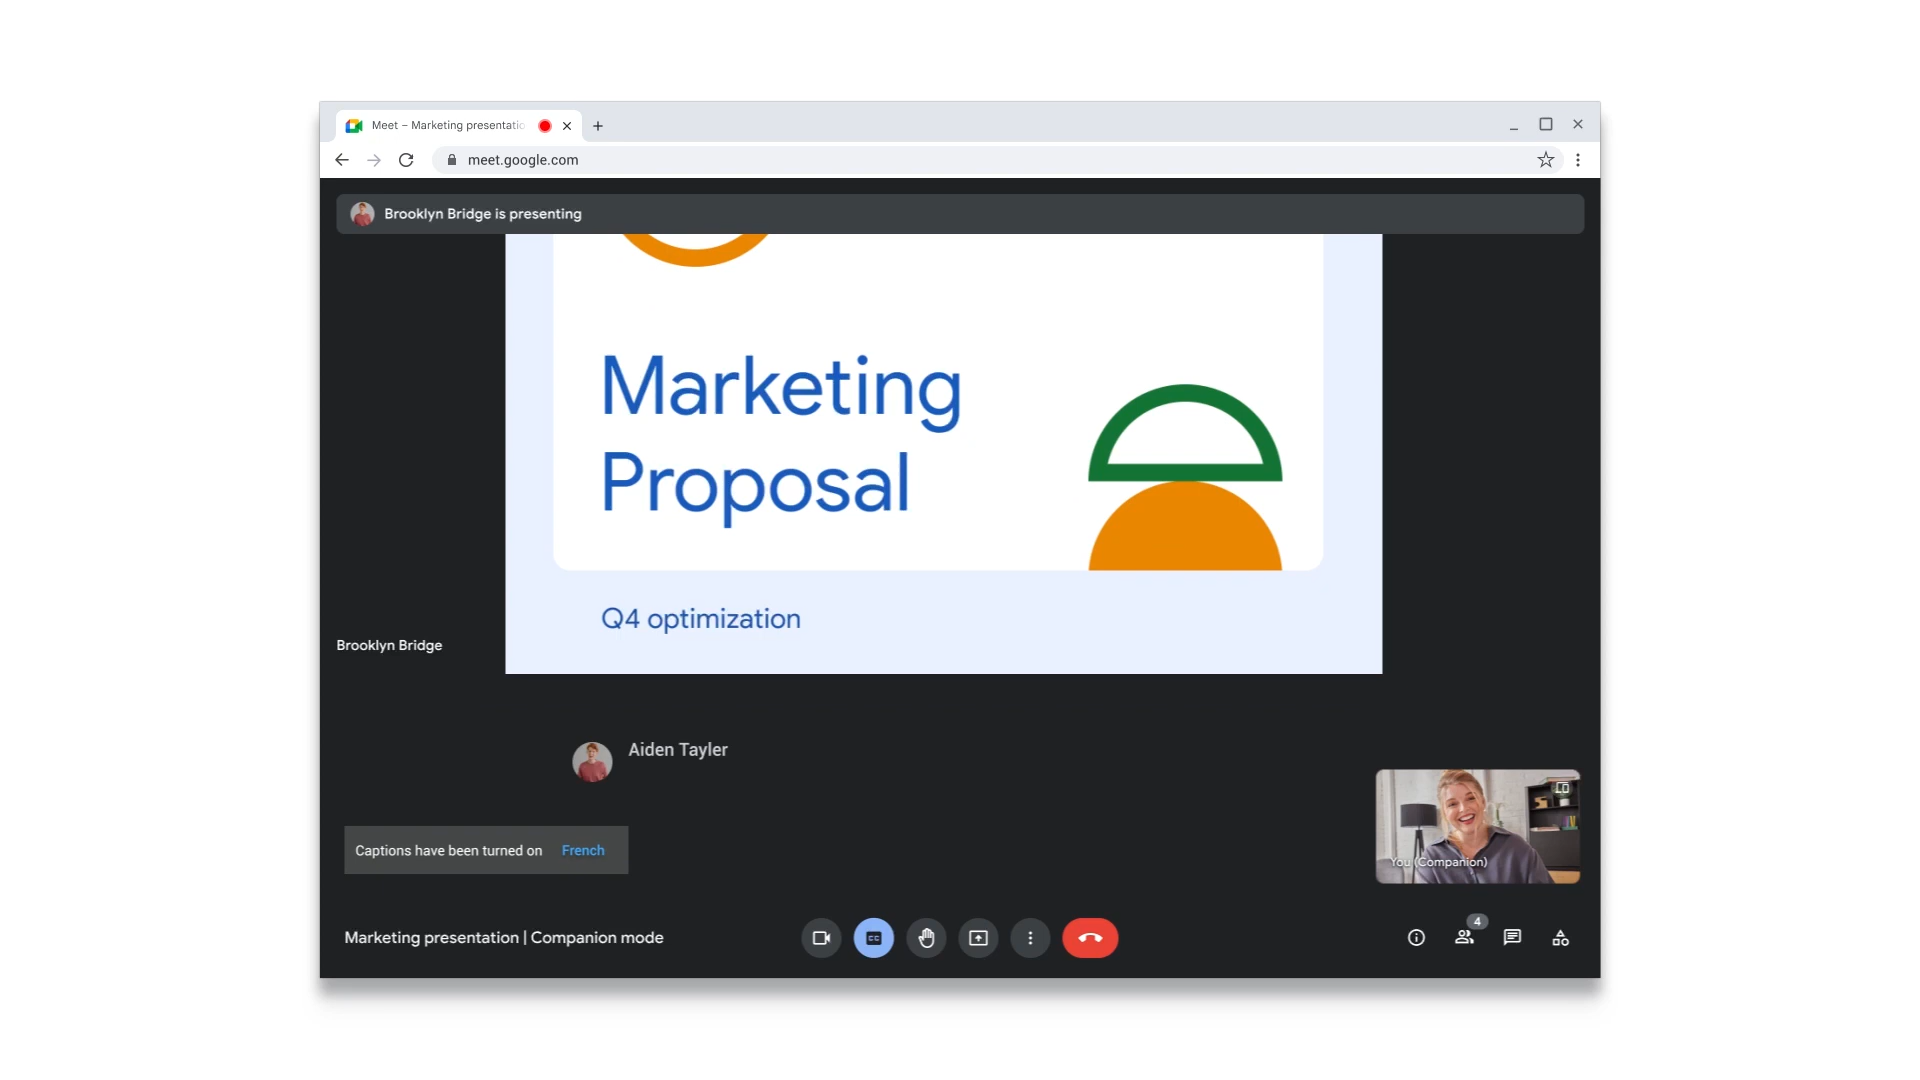 Meet – Marketing presentatio
meet.google.com
Brooklyn Bridge is presenting
Marketing
Proposal
Q4 optimization
Brooklyn Bridge
Aiden Tayler
You (Companion)
Captions have been turned on French
4
Marketing presentation | Companion mode
CC